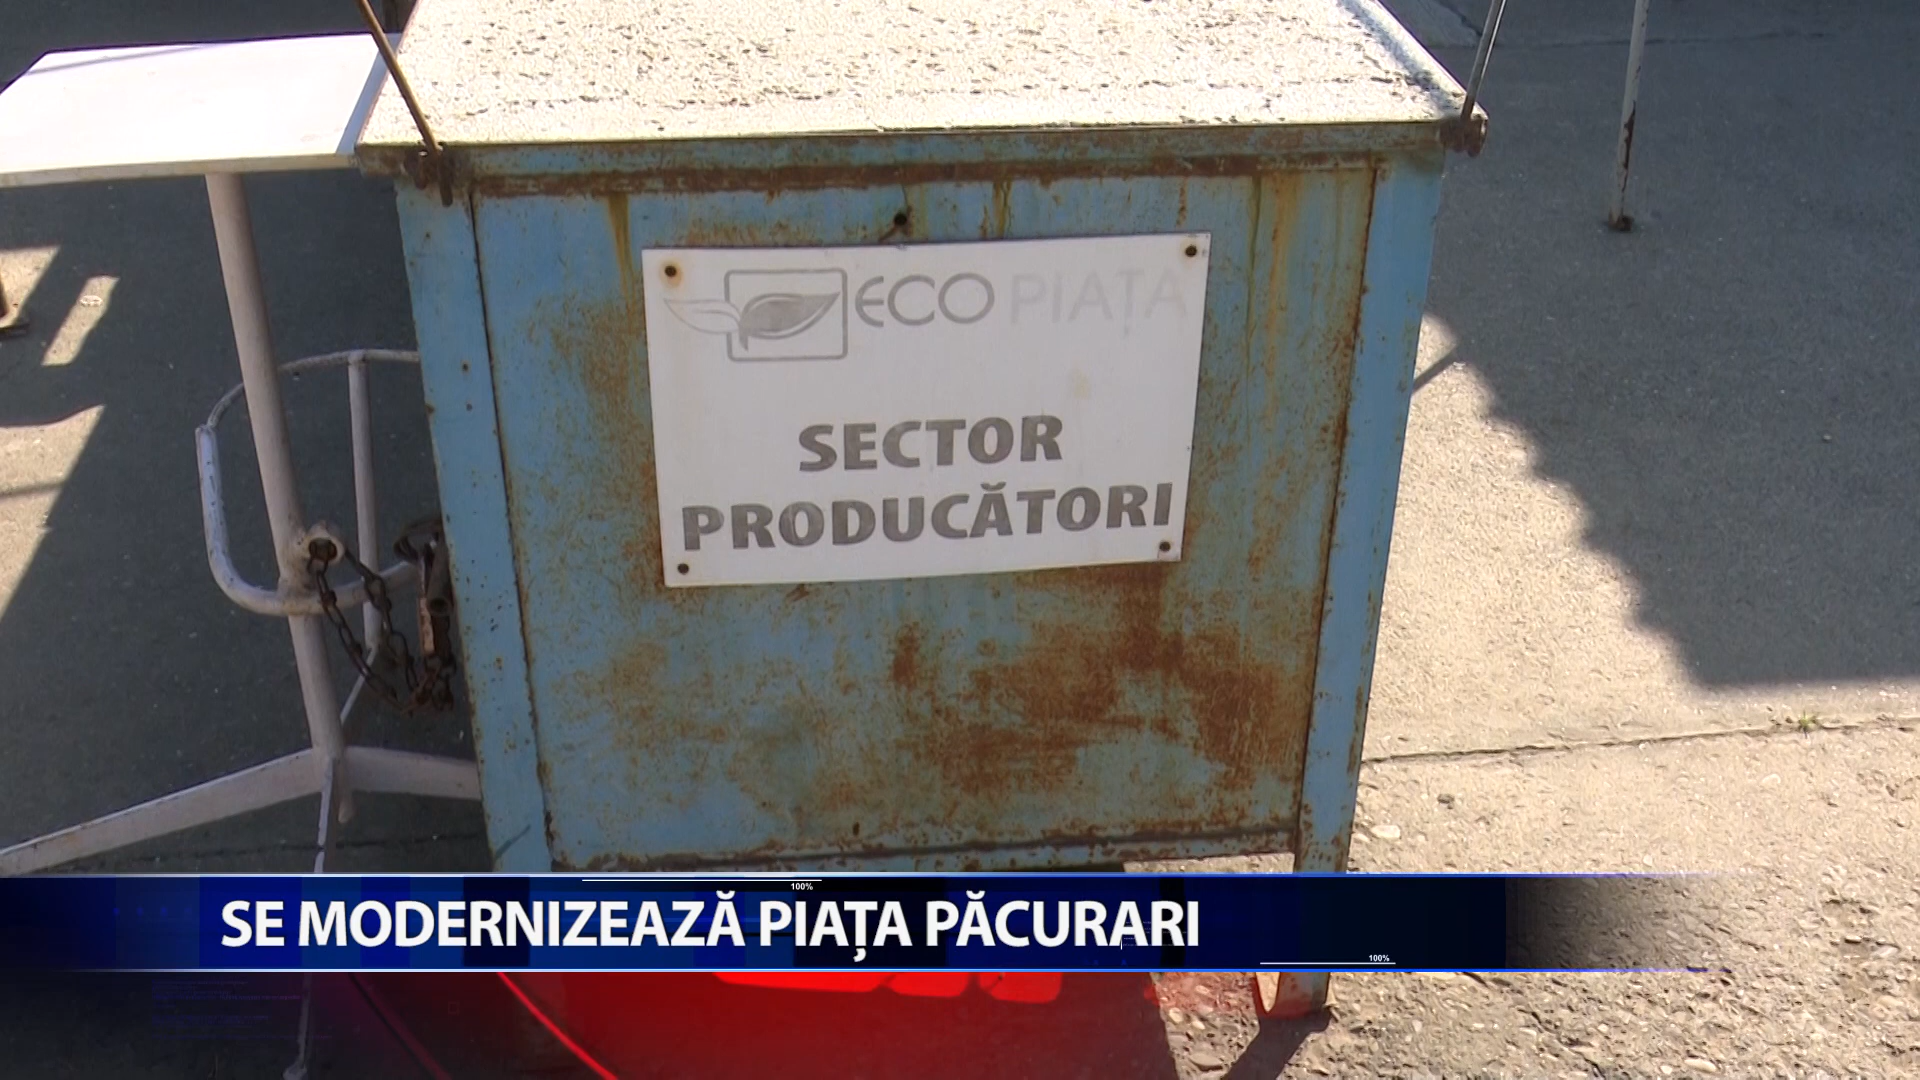 ECO PIAȚA
SECTOR
PRODUCĂTORI
100%
SE MODERNIZEAZĂ PIAȚA PĂCURARI
100%